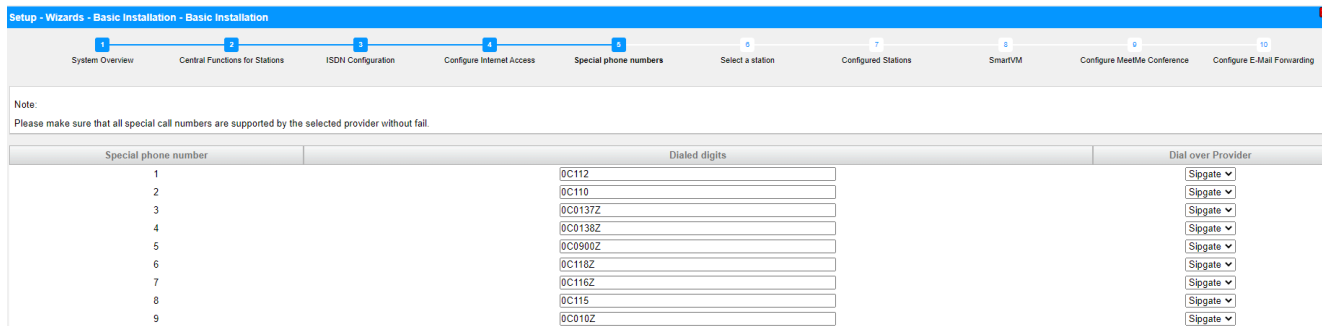 Setup - Wizards - Basic Installation - Basic Installation
1 2 3 4 5 6 7 8 9 10
System Overview Central Functions for Stations ISDN Configuration Configure Internet Access Special phone numbers Select a station Configured Stations SmartVM Configure MeetMe Conference Configure E-Mail Forwarding
Note:
Please make sure that all special call numbers are supported by the selected provider without fail.
Special phone number Dialed digits Dial over Provider
1 0C112 Sipgate
2 0C110 Sipgate
3 0C0137Z Sipgate
4 0C0138Z Sipgate
5 0C0900Z Sipgate
6 0C118Z Sipgate
7 0C116Z Sipgate
8 0C115 Sipgate
9 0C010Z Sipgate